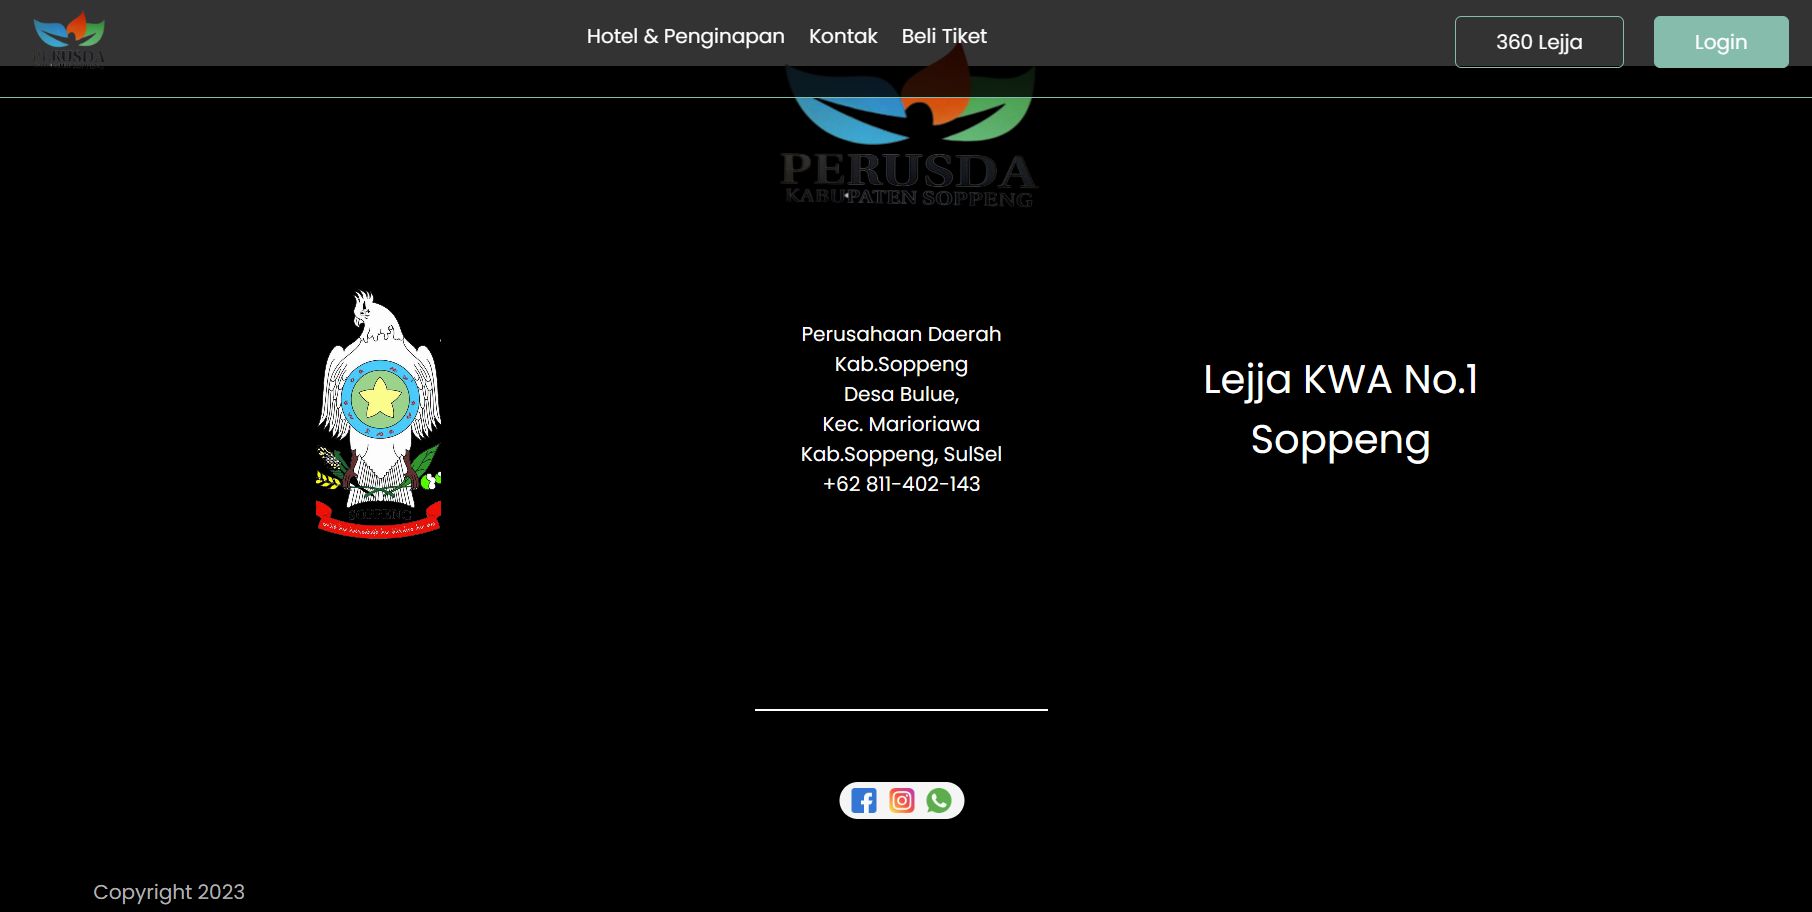 PERUSDA
Hotel & Penginapan
Kontak
Beli Tiket
360 Lejja
Login
PERUSDA
KABUPATEN SOPPENG
SOPPENG
Perusahaan Daerah
Kab.Soppeng
Desa Bulue,
Kec. Marioriawa
Kab.Soppeng, SulSel
+62 811-402-143
Lejja KWA No.1
Soppeng
Copyright 2023